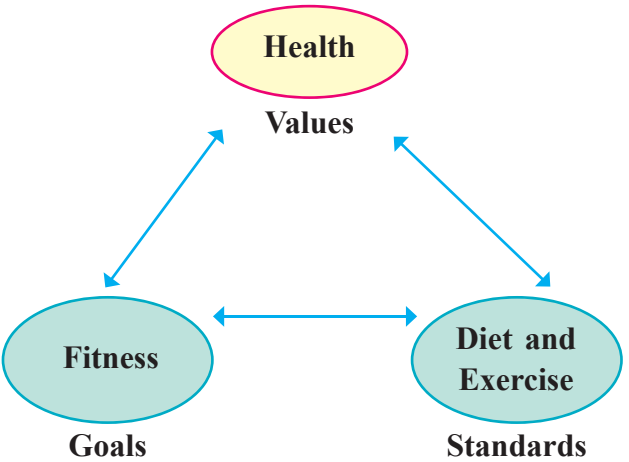 Health
Values
Fitness
Goals
Diet and
Exercise
Standards